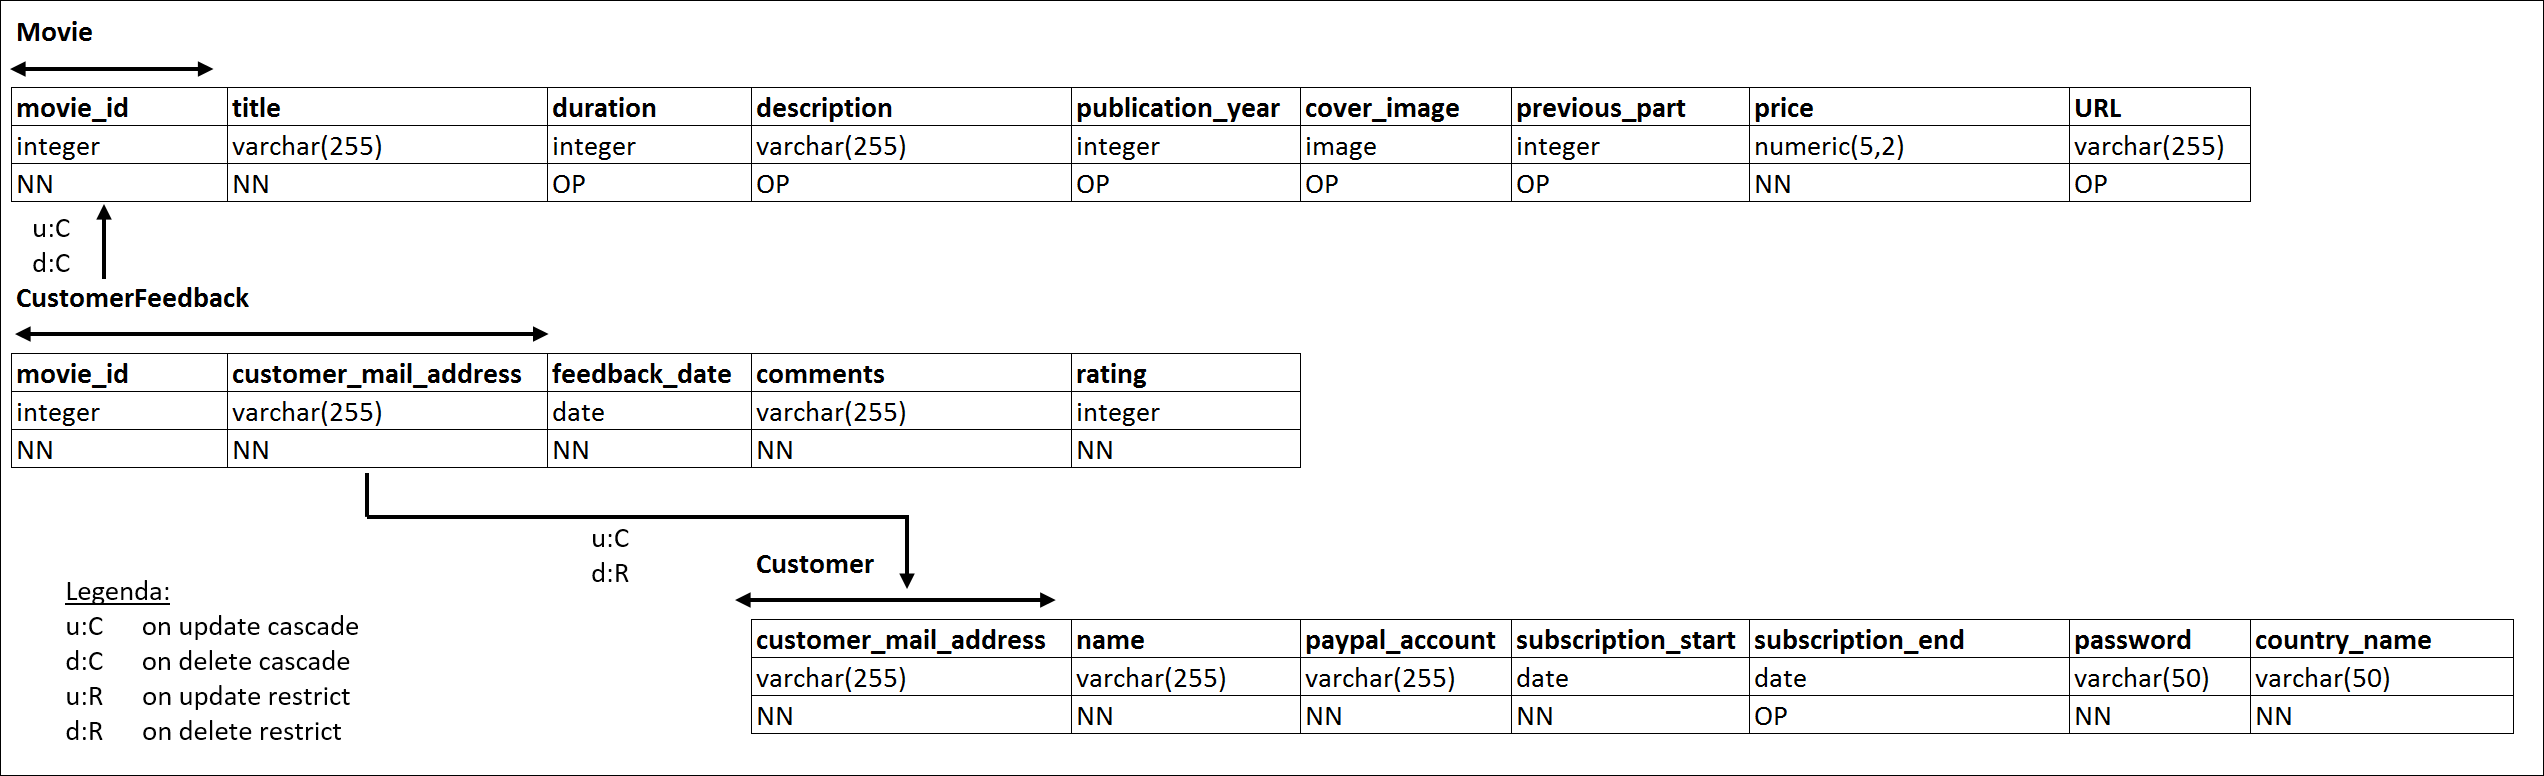 Movie
movie_id title duration description publication_year cover_image previous_part price URL
integer varchar(255) integer varchar(255) integer image integer numeric(5,2) varchar(255)
NN NN OP OP OP OP OP NN OP
u:C
d:C
CustomerFeedback
movie_id customer_mail_address feedback_date comments rating
integer varchar(255) date varchar(255) integer
NN NN NN NN NN
u:C
d:R
Customer
customer_mail_address name paypal_account subscription_start subscription_end password country_name
varchar(255) varchar(255) varchar(255) date date varchar(50) varchar(50)
NN NN NN NN OP NN NN
Legenda:
u:C on update cascade
d:C on delete cascade
u:R on update restrict
d:R on delete restrict